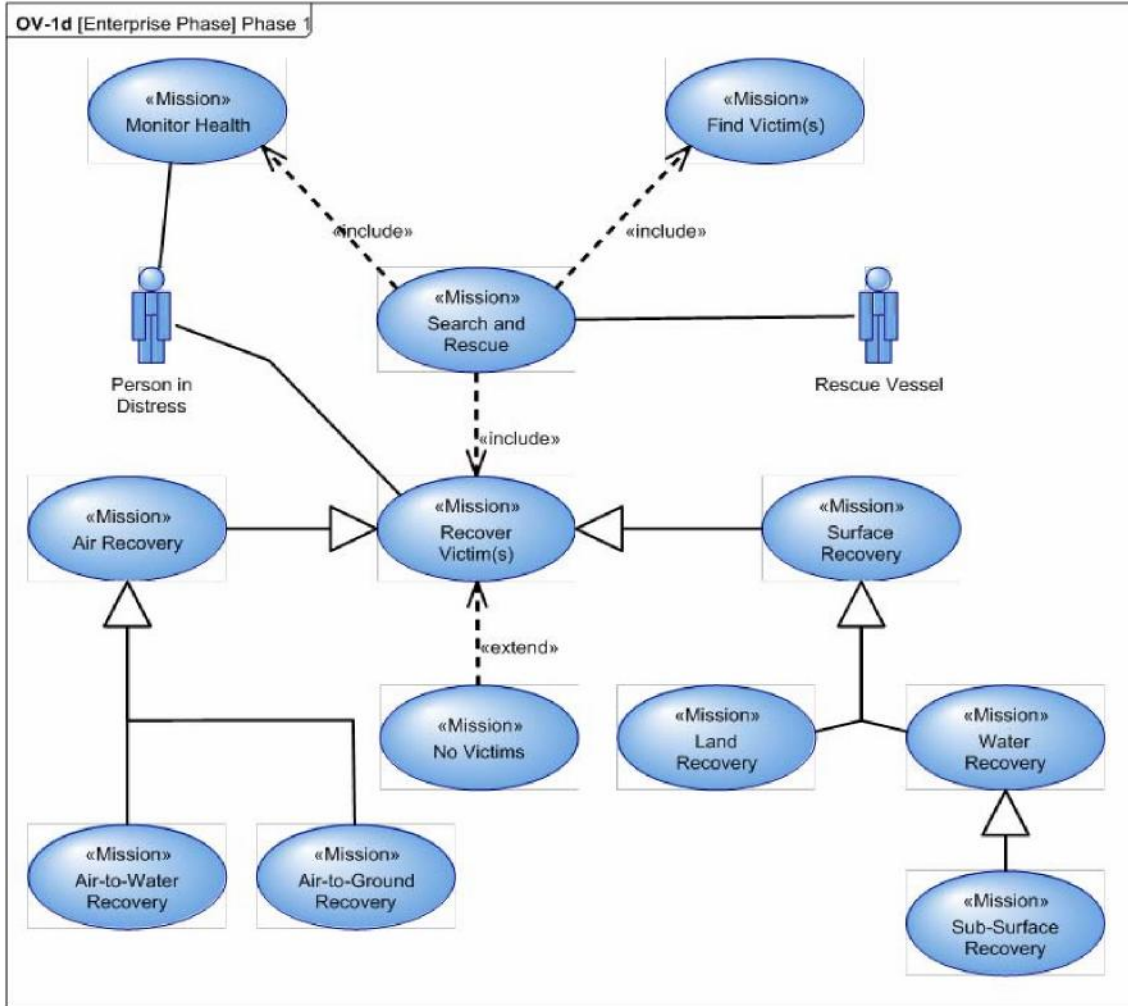 OV-1d [Enterprise Phase] Phase 1
«Mission»
Monitor Health
«Mission»
Find Victim(s)
«include»
«include»
«Mission»
Search and
Rescue
Person in
Distress
Rescue Vessel
«include»
«Mission»
Air Recovery
«Mission»
Recover
Victim(s)
«Mission»
Surface
Recovery
«extend»
«Mission»
No Victims
«Mission»
Land
Recovery
«Mission»
Water
Recovery
«Mission»
Air-to-Water
Recovery
«Mission»
Air-to-Ground
Recovery
«Mission»
Sub-Surface
Recovery